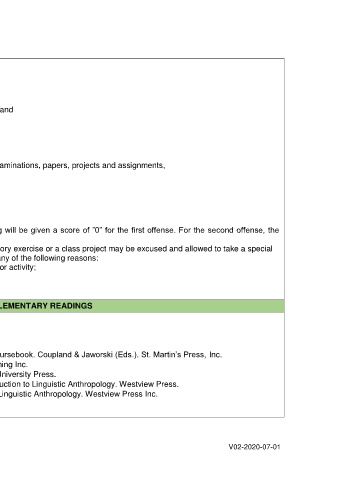 and
aminations, papers, projects and assignments,
g will be given a score of "0" for the first offense. For the second offense, the
ory exercise or a class project may be excused and allowed to take a special
any of the following reasons:
or activity;
LEMENTARY READINGS
ursebook. Coupland & Jaworski (Eds.). St. Martin's Press, Inc.
ning Inc.
University Press.
uction to Linguistic Anthropology. Westview Press.
Linguistic Anthropology. Westview Press Inc.
V02-2020-07-01